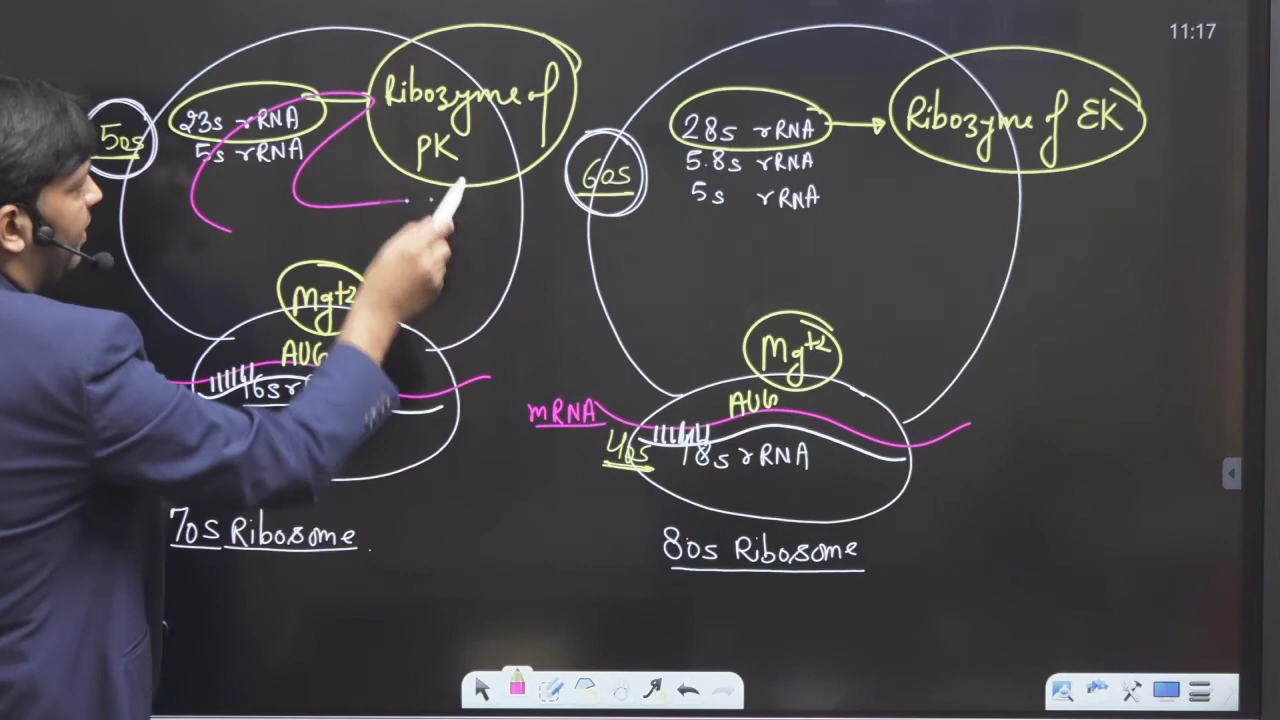 11:17
50s
23s rRNA
5s rRNA
Ribozyme of
PK
Mg+2
AUG
16s r
70s Ribosome
60s
28s rRNA
5.8s rRNA
5s rRNA
Ribozyme of EK
Mg+2
AUG
mRNA
40s
18s rRNA
80s Ribosome